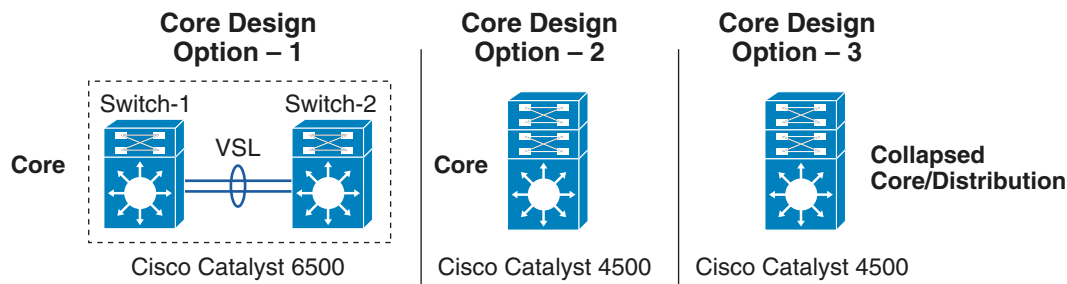 Core Design
Option – 1
Core Design
Option – 2
Core Design
Option – 3
Switch-1
Switch-2
VSL
Core
Core
Collapsed
Core/Distribution
Cisco Catalyst 6500
Cisco Catalyst 4500
Cisco Catalyst 4500